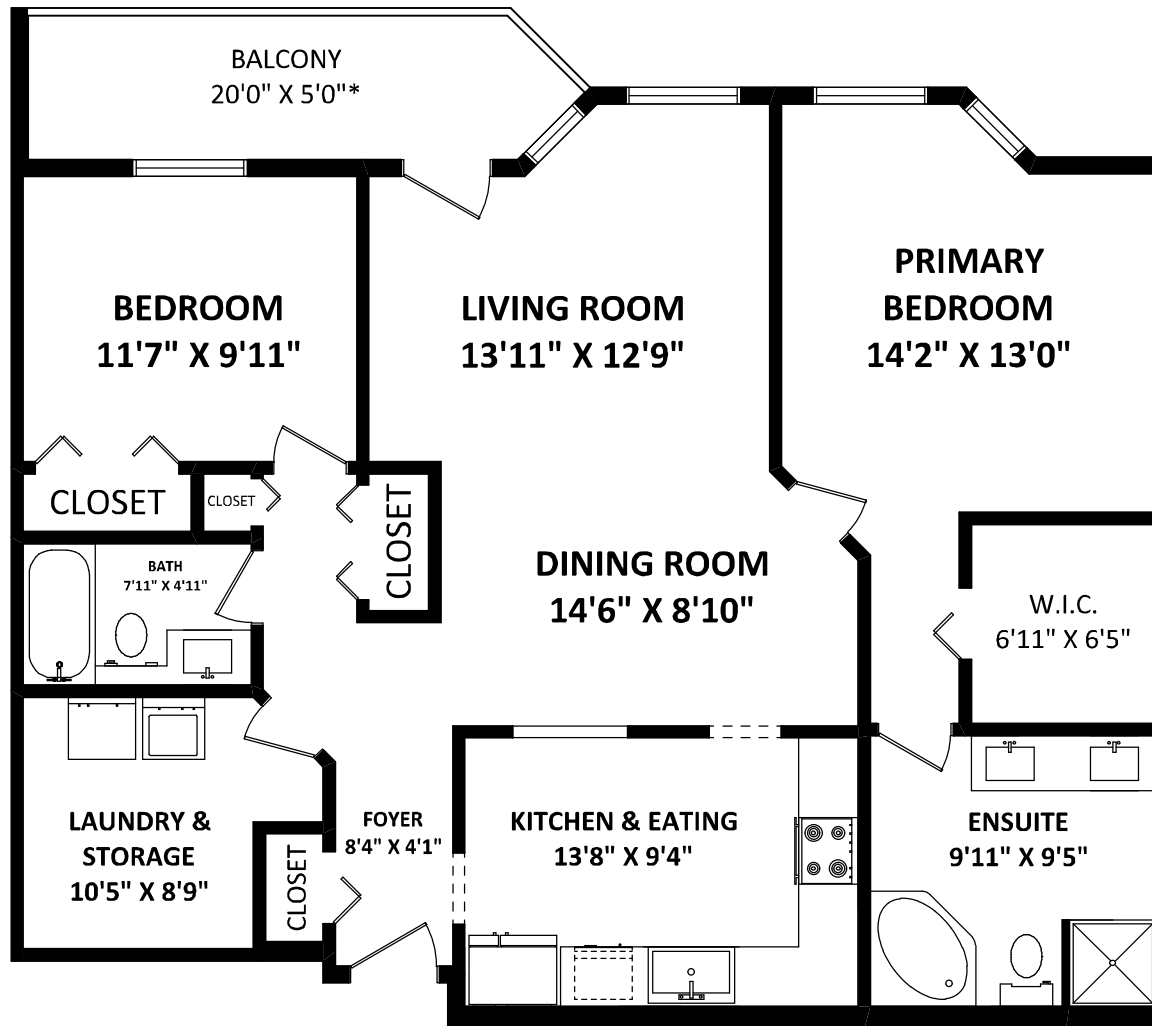 BALCONY
20'0" X 5'0"*
PRIMARY
BEDROOM
14'2" X 13'0"
BEDROOM
11'7" X 9'11"
LIVING ROOM
13'11" X 12'9"
CLOSET
CLOSET
CLOSET
BATH
7'11" X 4'11"
DINING ROOM
14'6" X 8'10"
W.I.C.
6'11" X 6'5"
LAUNDRY &
STORAGE
10'5" X 8'9"
CLOSET
FOYER
8'4" X 4'1"
KITCHEN & EATING
13'8" X 9'4"
ENSUITE
9'11" X 9'5"